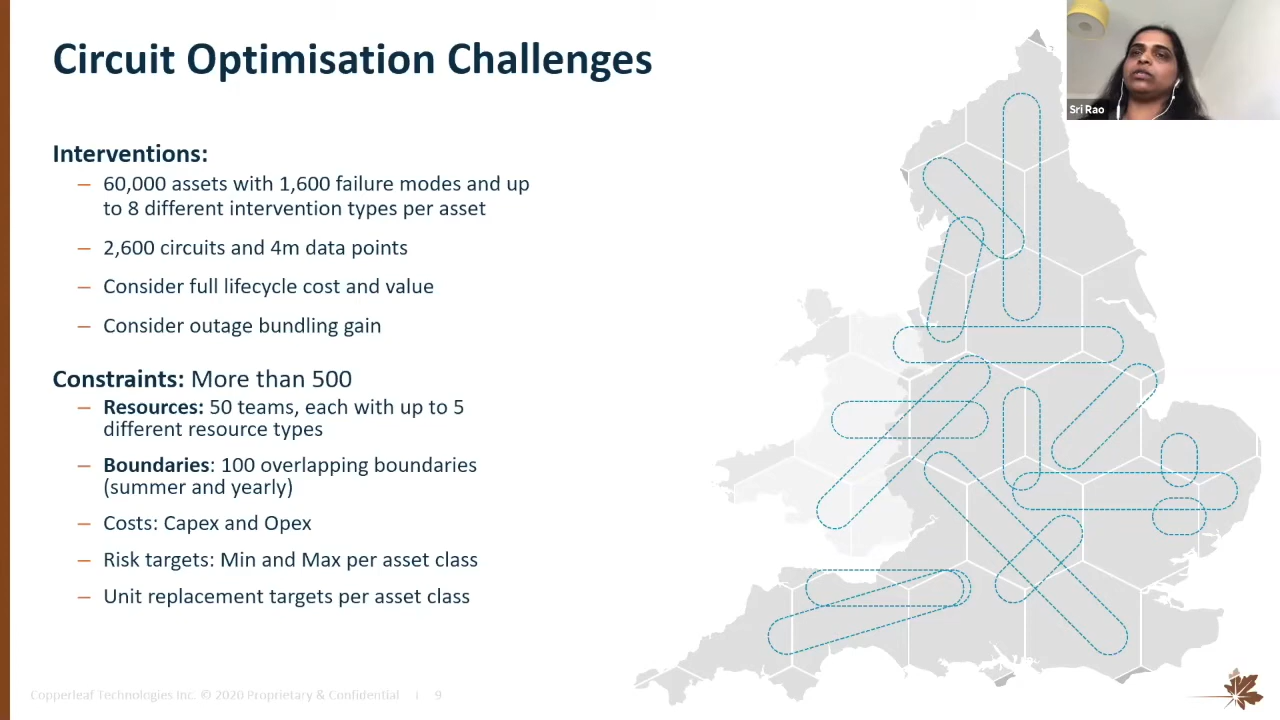 Circuit Optimisation Challenges
Sri Rao
Interventions:
– 60,000 assets with 1,600 failure modes and up
to 8 different intervention types per asset
– 2,600 circuits and 4m data points
– Consider full lifecycle cost and value
– Consider outage bundling gain
Constraints: More than 500
– Resources: 50 teams, each with up to 5
different resource types
– Boundaries: 100 overlapping boundaries
(summer and yearly)
– Costs: Capex and Opex
– Risk targets: Min and Max per asset class
– Unit replacement targets per asset class
Copperleaf Technologies Inc. © 2020 Proprietary & Confidential | 9